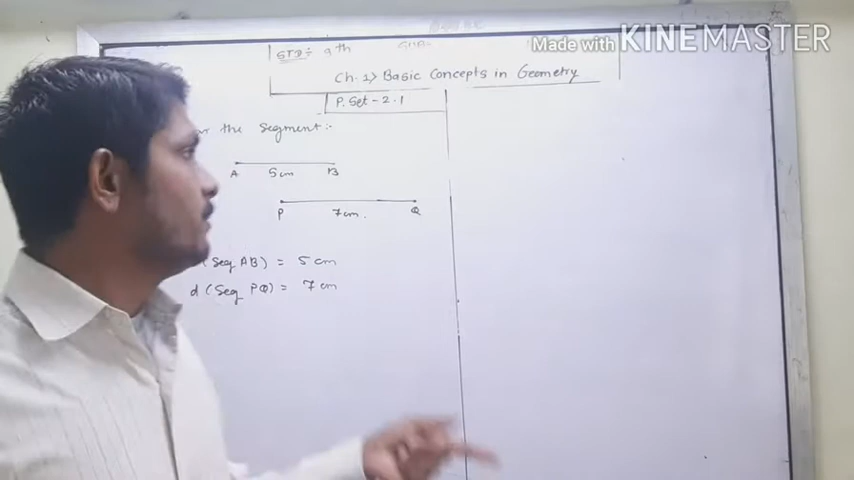 Made with KINEMASTER
STD:- 9th
Ch. 1> Basic Concepts in Geometry
P. Set - 2.1
the Segment :-
A 5cm B
P 7cm. Q
(Seg AB) = 5 cm
d (Seg PQ) = 7 cm